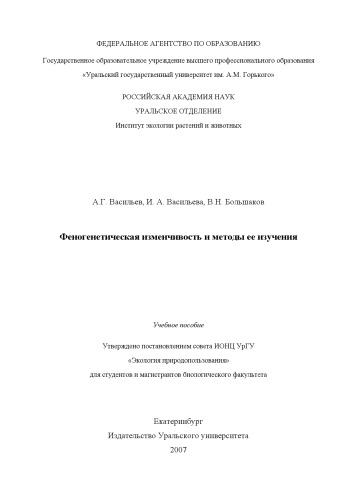 ФЕДЕРАЛЬНОЕ АГЕНТСТВО ПО ОБРАЗОВАНИЮ
Государственное образовательное учреждение высшего профессионального образования
«Уральский государственный университет им. А.М. Горького»
РОССИЙСКАЯ АКАДЕМИЯ НАУК
УРАЛЬСКОЕ ОТДЕЛЕНИЕ
Институт экологии растений и животных
А.Г. Васильев, И. А. Васильева, В.Н. Большаков
Феногенетическая изменчивость и методы ее изучения
Учебное пособие
Утверждено постановлением совета ИОНЦ УрГУ
«Экология природопользования»
для студентов и магистрантов биологического факультета
Екатеринбург
Издательство Уральского университета
2007